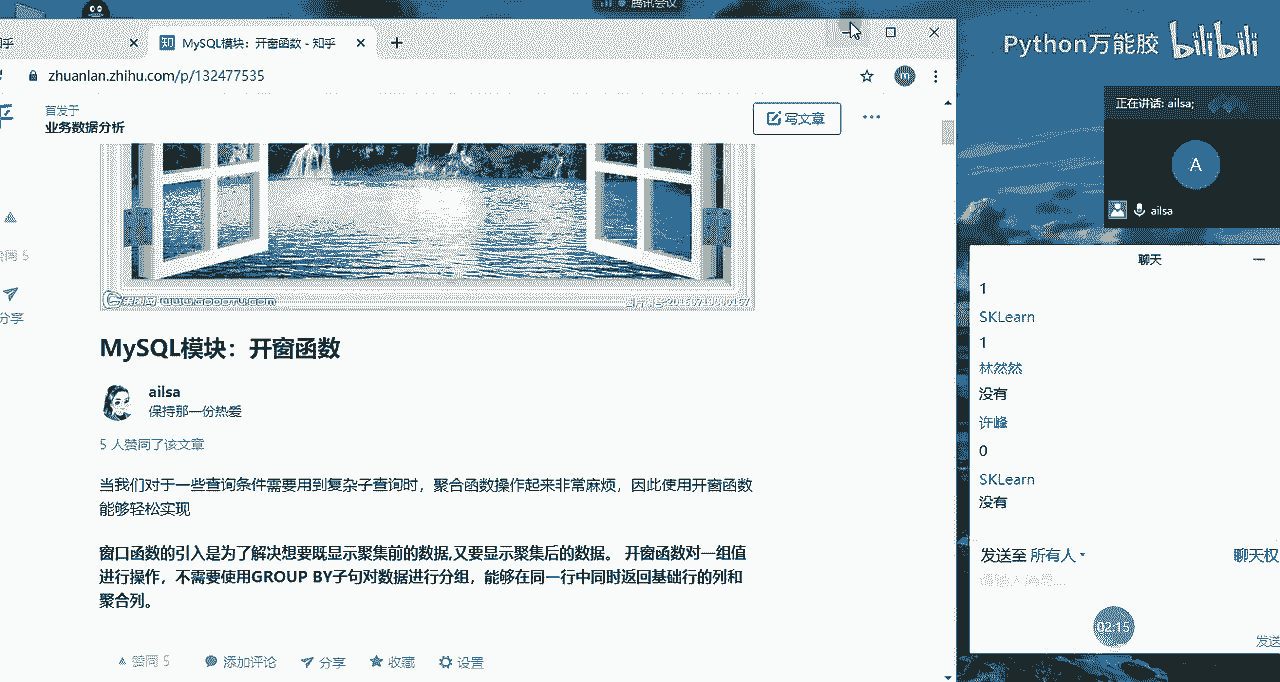 腾讯会议
乎
MySQL模块：开窗函数 - 知乎
zhuanlan.zhihu.com/p/132477535
m
首发于
业务数据分析
写文章
赞同 5
分享
MySQL模块：开窗函数
ailsa
保持那一份热爱
5 人赞同了该文章
当我们对于一些查询条件需要用到复杂子查询时，聚合函数操作起来非常麻烦，因此使用开窗函数
能够轻松实现
窗口函数的引入是为了解决想要既显示聚集前的数据,又要显示聚集后的数据。 开窗函数对一组值
进行操作，不需要使用GROUP BY子句对数据进行分组，能够在同一行中同时返回基础行的列和
聚合列。
赞同 5 添加评论 分享 收藏 设置
Python万能胶 bilibili
正在讲话: ailsa;
A
ailsa
聊天
1
SKLearn
1
林然然
没有
许峰
0
SKLearn
没有
发送至 所有人
聊天权
请输入消息...
02:15
发送